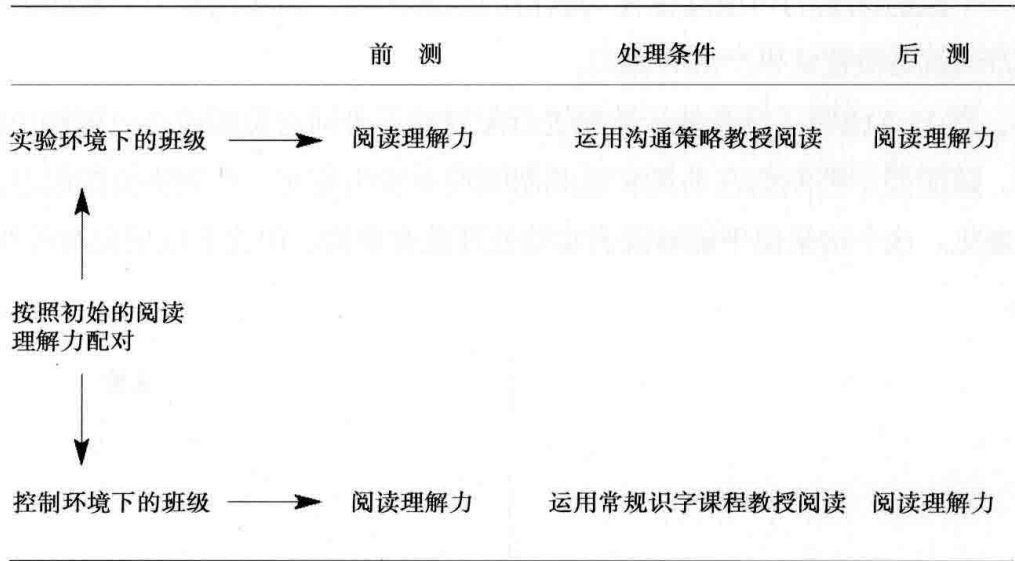 前 测 处理条件 后 测
实验环境下的班级 阅读理解力 运用沟通策略教授阅读 阅读理解力
按照初始的阅读
理解力配对
控制环境下的班级 阅读理解力 运用常规识字课程教授阅读 阅读理解力